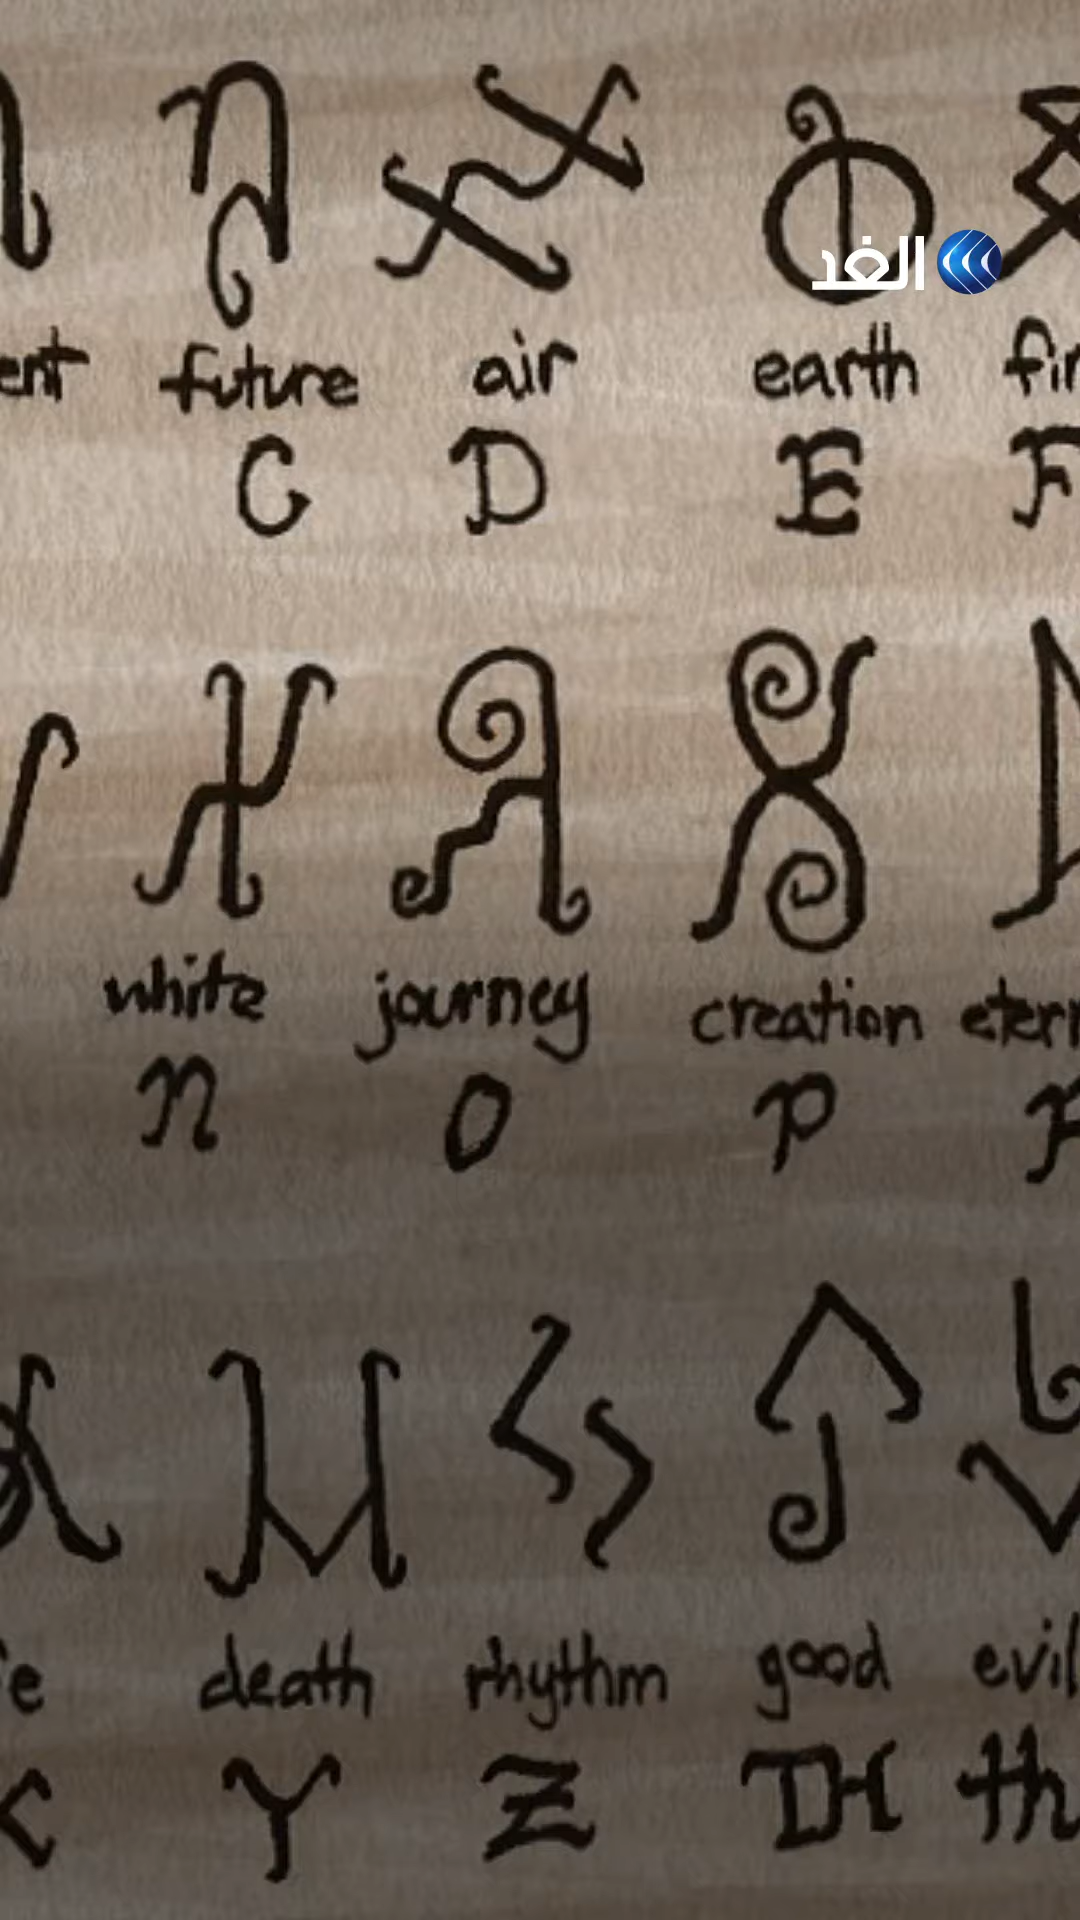 الغد
future air earth
C D E F
white journey creation
N O P
death rhythm good evil
Y Z TH th